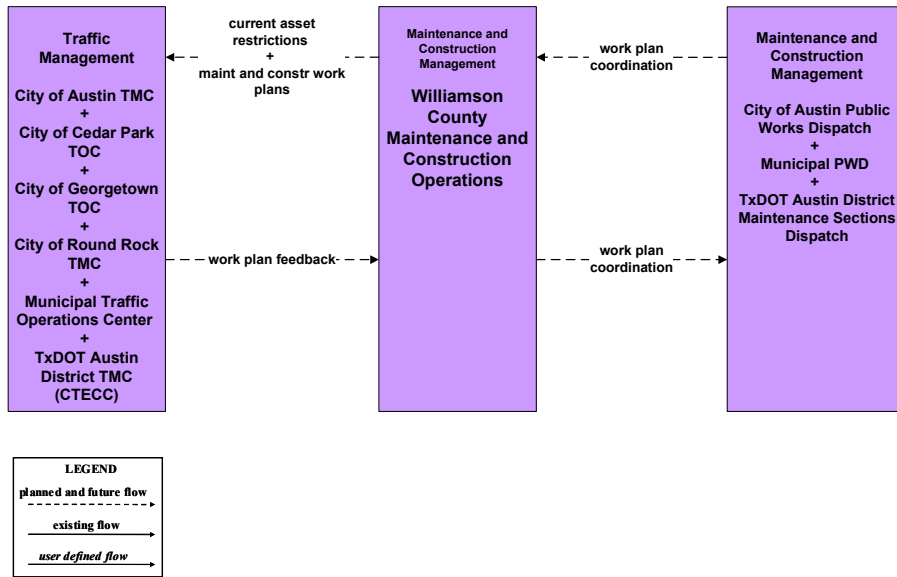 Traffic
Management
City of Austin TMC
+
City of Cedar Park
TOC
+
City of Georgetown
TOC
+
City of Round Rock
TMC
+
Municipal Traffic
Operations Center
+
TxDOT Austin
District TMC
(CTECC)
current asset
restrictions
+
maint and constr work
plans
work plan feedback
Maintenance and
Construction
Management
Williamson
County
Maintenance and
Construction
Operations
work plan
coordination
work plan
coordination
Maintenance and
Construction
Management
City of Austin Public
Works Dispatch
+
Municipal PWD
+
TxDOT Austin District
Maintenance Sections
Dispatch
LEGEND
planned and future flow
existing flow
user defined flow